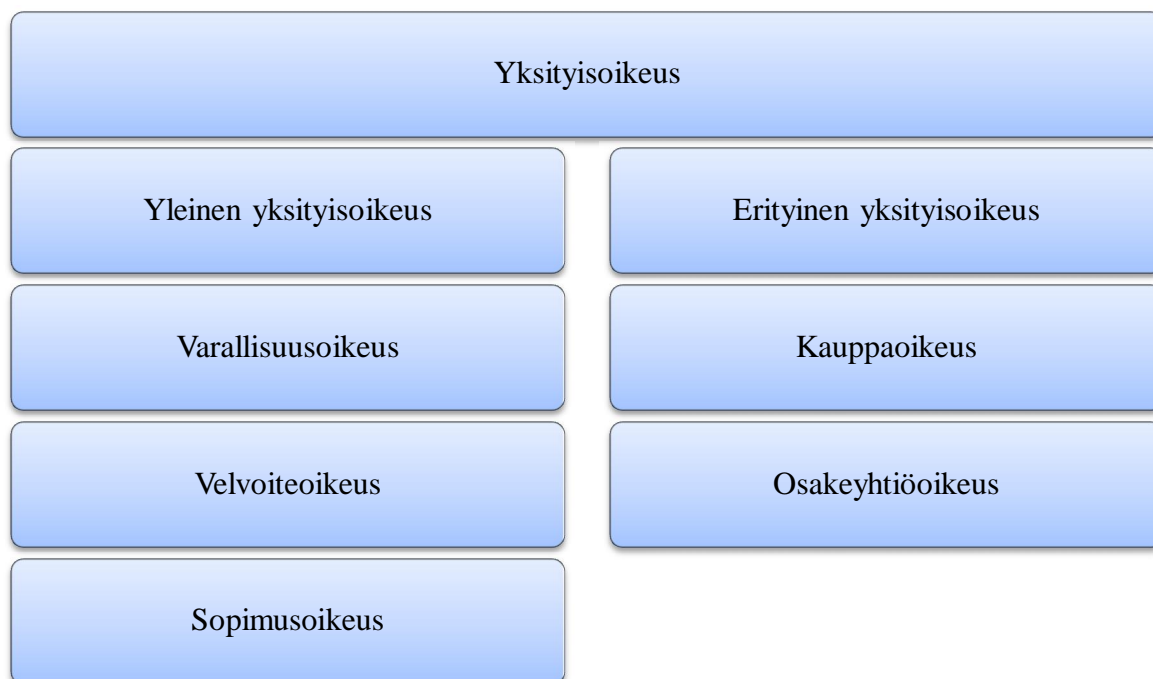 Yksityisoikeus
Yleinen yksityisoikeus
Erityinen yksityisoikeus
Varallisuusoikeus
Kauppaoikeus
Velvoiteoikeus
Osakeyhtiöoikeus
Sopimusoikeus